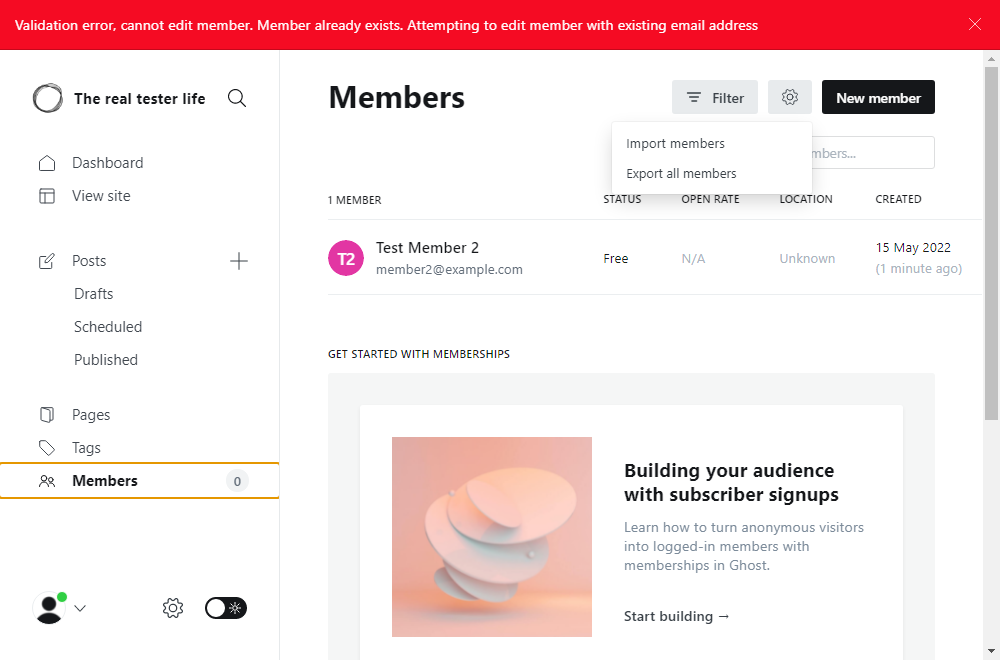 Validation error, cannot edit member. Member already exists. Attempting to edit member with existing email address
The real tester life
Dashboard
View site
Posts
Drafts
Scheduled
Published
Pages
Tags
Members
0
Members
Filter
New member
Import members
Export all members
1 MEMBER
STATUS
OPEN RATE
LOCATION
CREATED
T2
Test Member 2
member2@example.com
Free
N/A
Unknown
15 May 2022
(1 minute ago)
GET STARTED WITH MEMBERSHIPS
Building your audience
with subscriber signups
Learn how to turn anonymous visitors
into logged-in members with
memberships in Ghost.
Start building →